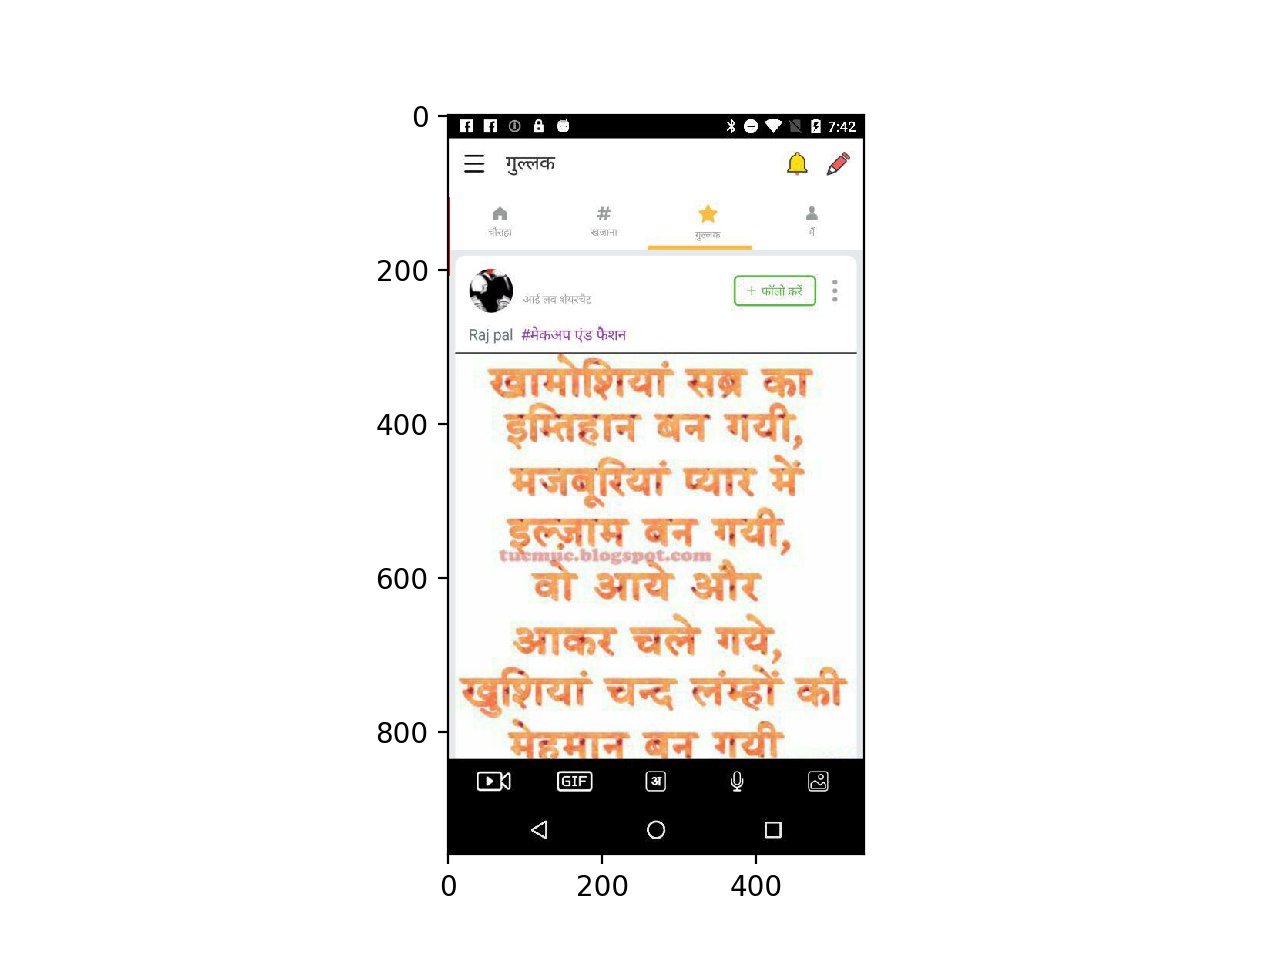 0
7:42
गुल्लक
चौराहा
खजाना
गुल्लक
मैं
200
आई लव शेयरचैट
+ फॉलो करें
Raj pal #मेकअप एंड फैशन
खामोशियां सब्र का
400
इम्तिहान बन गयी,
मजबूरियां प्यार में
इल्ज़ाम बन गयी,
tuemue.blogspot.com
600
वो आये और
आकर चले गये,
खुशियां चन्द लंम्हों की
800
मेहमान बन गयी
GIF
अ
0
200
400